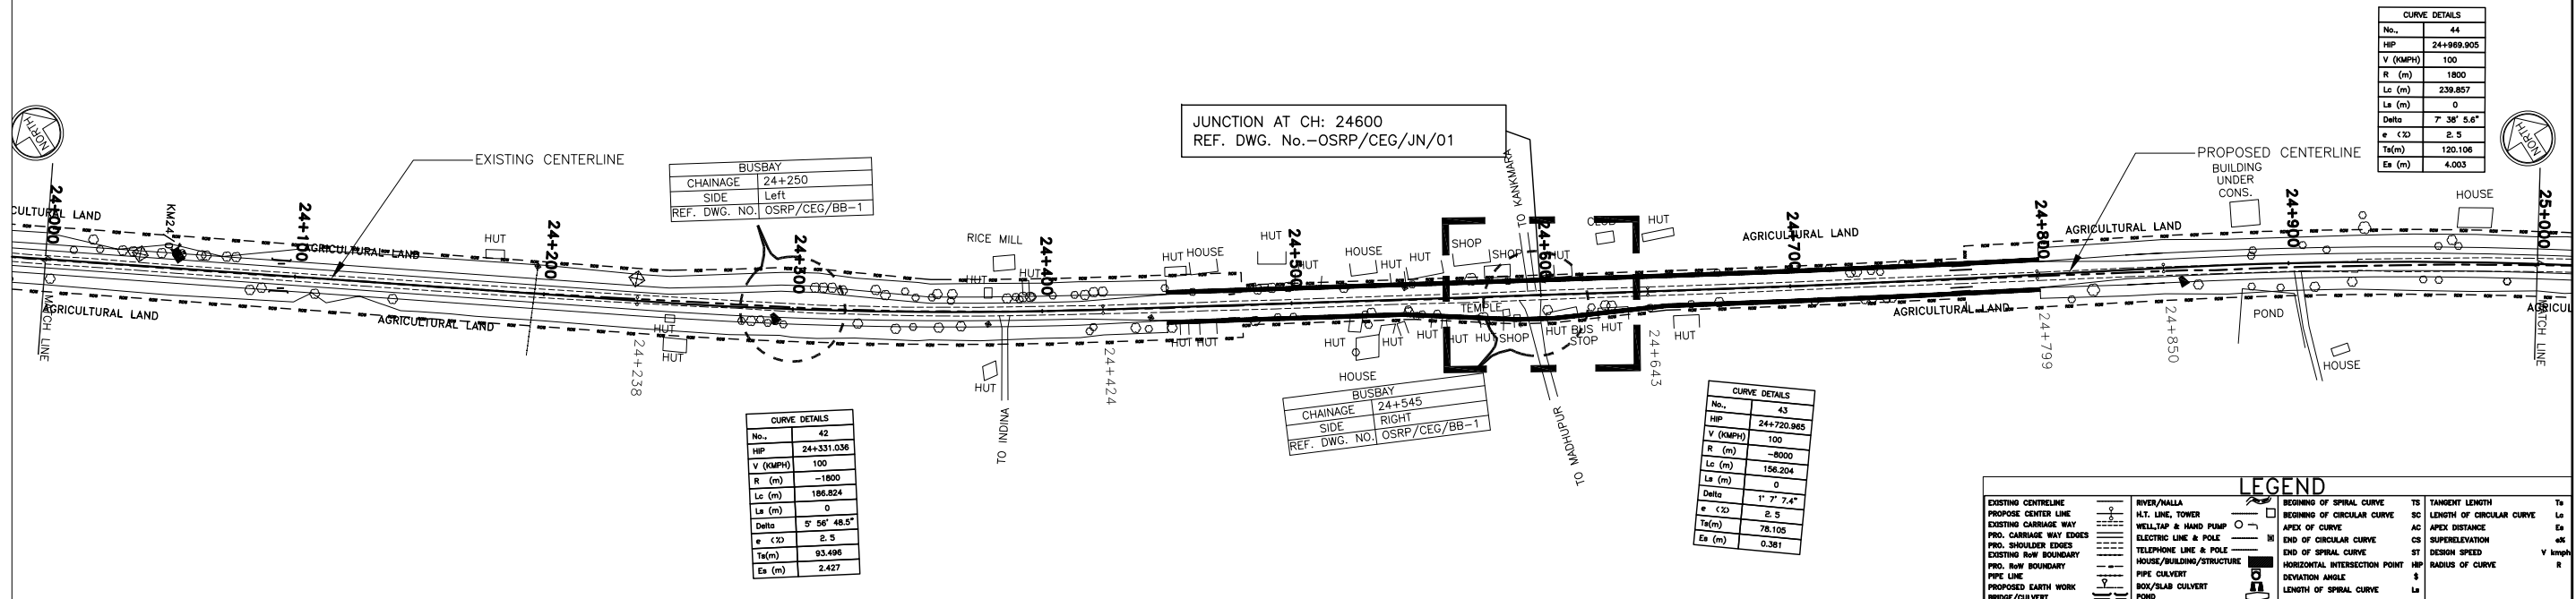 CURVE DETAILS
No., 44
HIP 24+969.905
V (KMPH) 100
R (m) 1800
Lc (m) 239.857
Ls (m) 0
Delta 7' 38' 5.6"
e (%) 2.5
Ts(m) 120.106
Es (m) 4.003
JUNCTION AT CH: 24600
REF. DWG. No.-OSRP/CEG/JN/01
NORTH
NORTH
EXISTING CENTERLINE
PROPOSED CENTERLINE
BUSBAY
CHAINAGE 24+250
SIDE Left
REF. DWG. NO. OSRP/CEG/BB-1
BUILDING
UNDER
CONS.
TO KANKMARA
24+000
24+100
24+200
24+300
24+400
24+500
24+600
24+700
24+800
24+900
25+000
CULTURAL LAND
AGRICULTURAL LAND
HUT
RICE MILL
HUT
HUT
HUT
HOUSE
HUT
HUT
HOUSE
HUT
HUT
SHOP
SHOP
HUT
CLUB
HUT
AGRICULTURAL LAND
AGRICULTURAL LAND
HOUSE
AGRICULTURAL LAND
MATCH LINE
AGRICULTURAL LAND
HUT
HUT
24+238
HUT
TO INDINA
24+424
HUT
HUT
HUT
HOUSE
HUT
HUT
TEMPLE
HUT
HUT
SHOP
HUT
BUS
STOP
HUT
24+643
HUT
AGRICULTURAL LAND
24+799
24+850
POND
HOUSE
MATCH LINE
AGRICUL
TO MADHUPUR
BUSBAY
CHAINAGE 24+545
SIDE RIGHT
REF. DWG. NO. OSRP/CEG/BB-1
CURVE DETAILS
No., 42
HIP 24+331.036
V (KMPH) 100
R (m) -1800
Lc (m) 186.824
Ls (m) 0
Delta 5' 56' 48.5"
e (%) 2.5
Ts(m) 93.496
Es (m) 2.427
CURVE DETAILS
No., 43
HIP 24+720.965
V (KMPH) 100
R (m) -8000
Lc (m) 156.204
Ls (m) 0
Delta 1' 7' 7.4"
e (%) 2.5
Ts(m) 78.105
Es (m) 0.381
LEGEND
EXISTING CENTRELINE
PROPOSE CENTER LINE
EXISTING CARRIAGE WAY
PRO. CARRIAGE WAY EDGES
PRO. SHOULDER EDGES
EXISTING RoW BOUNDARY
PRO. RoW BOUNDARY
PIPE LINE
PROPOSED EARTH WORK
BRIDGE/CULVERT
RIVER/NALLA
H.T. LINE, TOWER
WELL,TAP & HAND PUMP
ELECTRIC LINE & POLE
TELEPHONE LINE & POLE
HOUSE/BUILDING/STRUCTURE
PIPE CULVERT
BOX/SLAB CULVERT
POND
BEGINING OF SPIRAL CURVE TS
BEGINING OF CIRCULAR CURVE SC
APEX OF CURVE AC
END OF CIRCULAR CURVE CS
END OF SPIRAL CURVE ST
HORIZONTAL INTERSECTION POINT HIP
DEVIATION ANGLE $
LENGTH OF SPIRAL CURVE Ls
TANGENT LENGTH Ts
LENGTH OF CIRCULAR CURVE Lc
APEX DISTANCE Es
SUPERELEVATION e%
DESIGN SPEED V kmph
RADIUS OF CURVE R